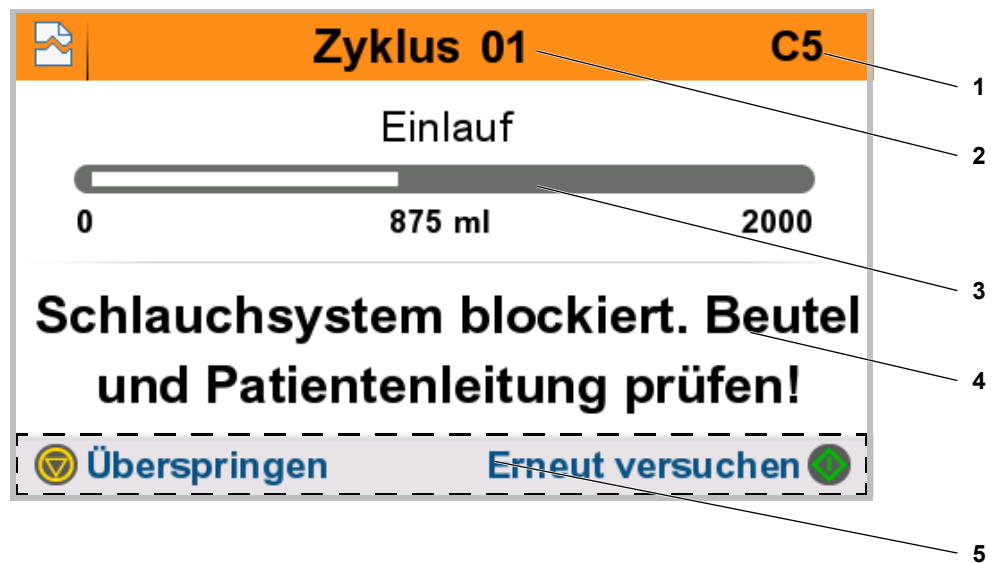 Zyklus 01 C5
1
Einlauf
2
0 875 ml 2000
3
Schlauchsystem blockiert. Beutel
und Patientenleitung prüfen!
4
Überspringen Erneut versuchen
5